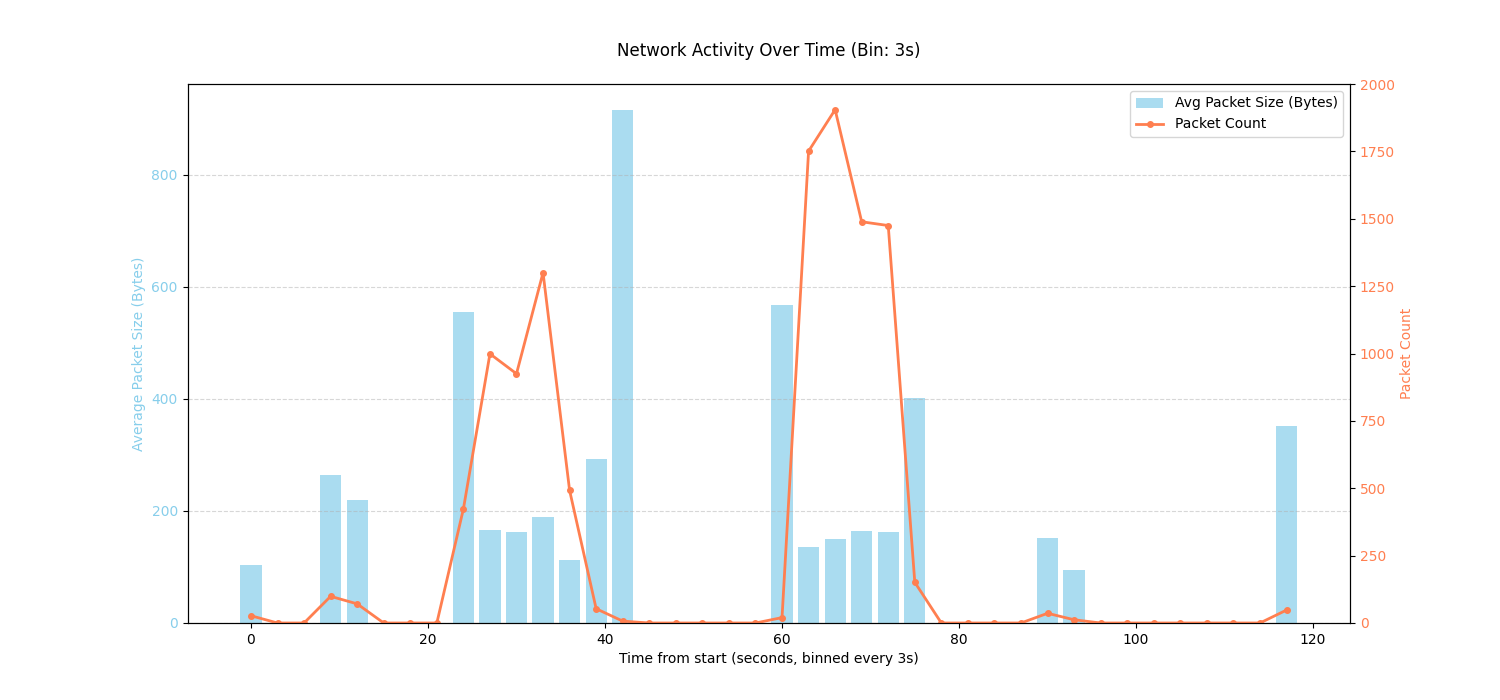 Network Activity Over Time (Bin: 3s)
Avg Packet Size (Bytes)
Packet Count
Average Packet Size (Bytes)
800
600
400
200
0
2000
1750
1500
1250
1000
750
500
250
0
Packet Count
0 20 40 60 80 100 120
Time from start (seconds, binned every 3s)